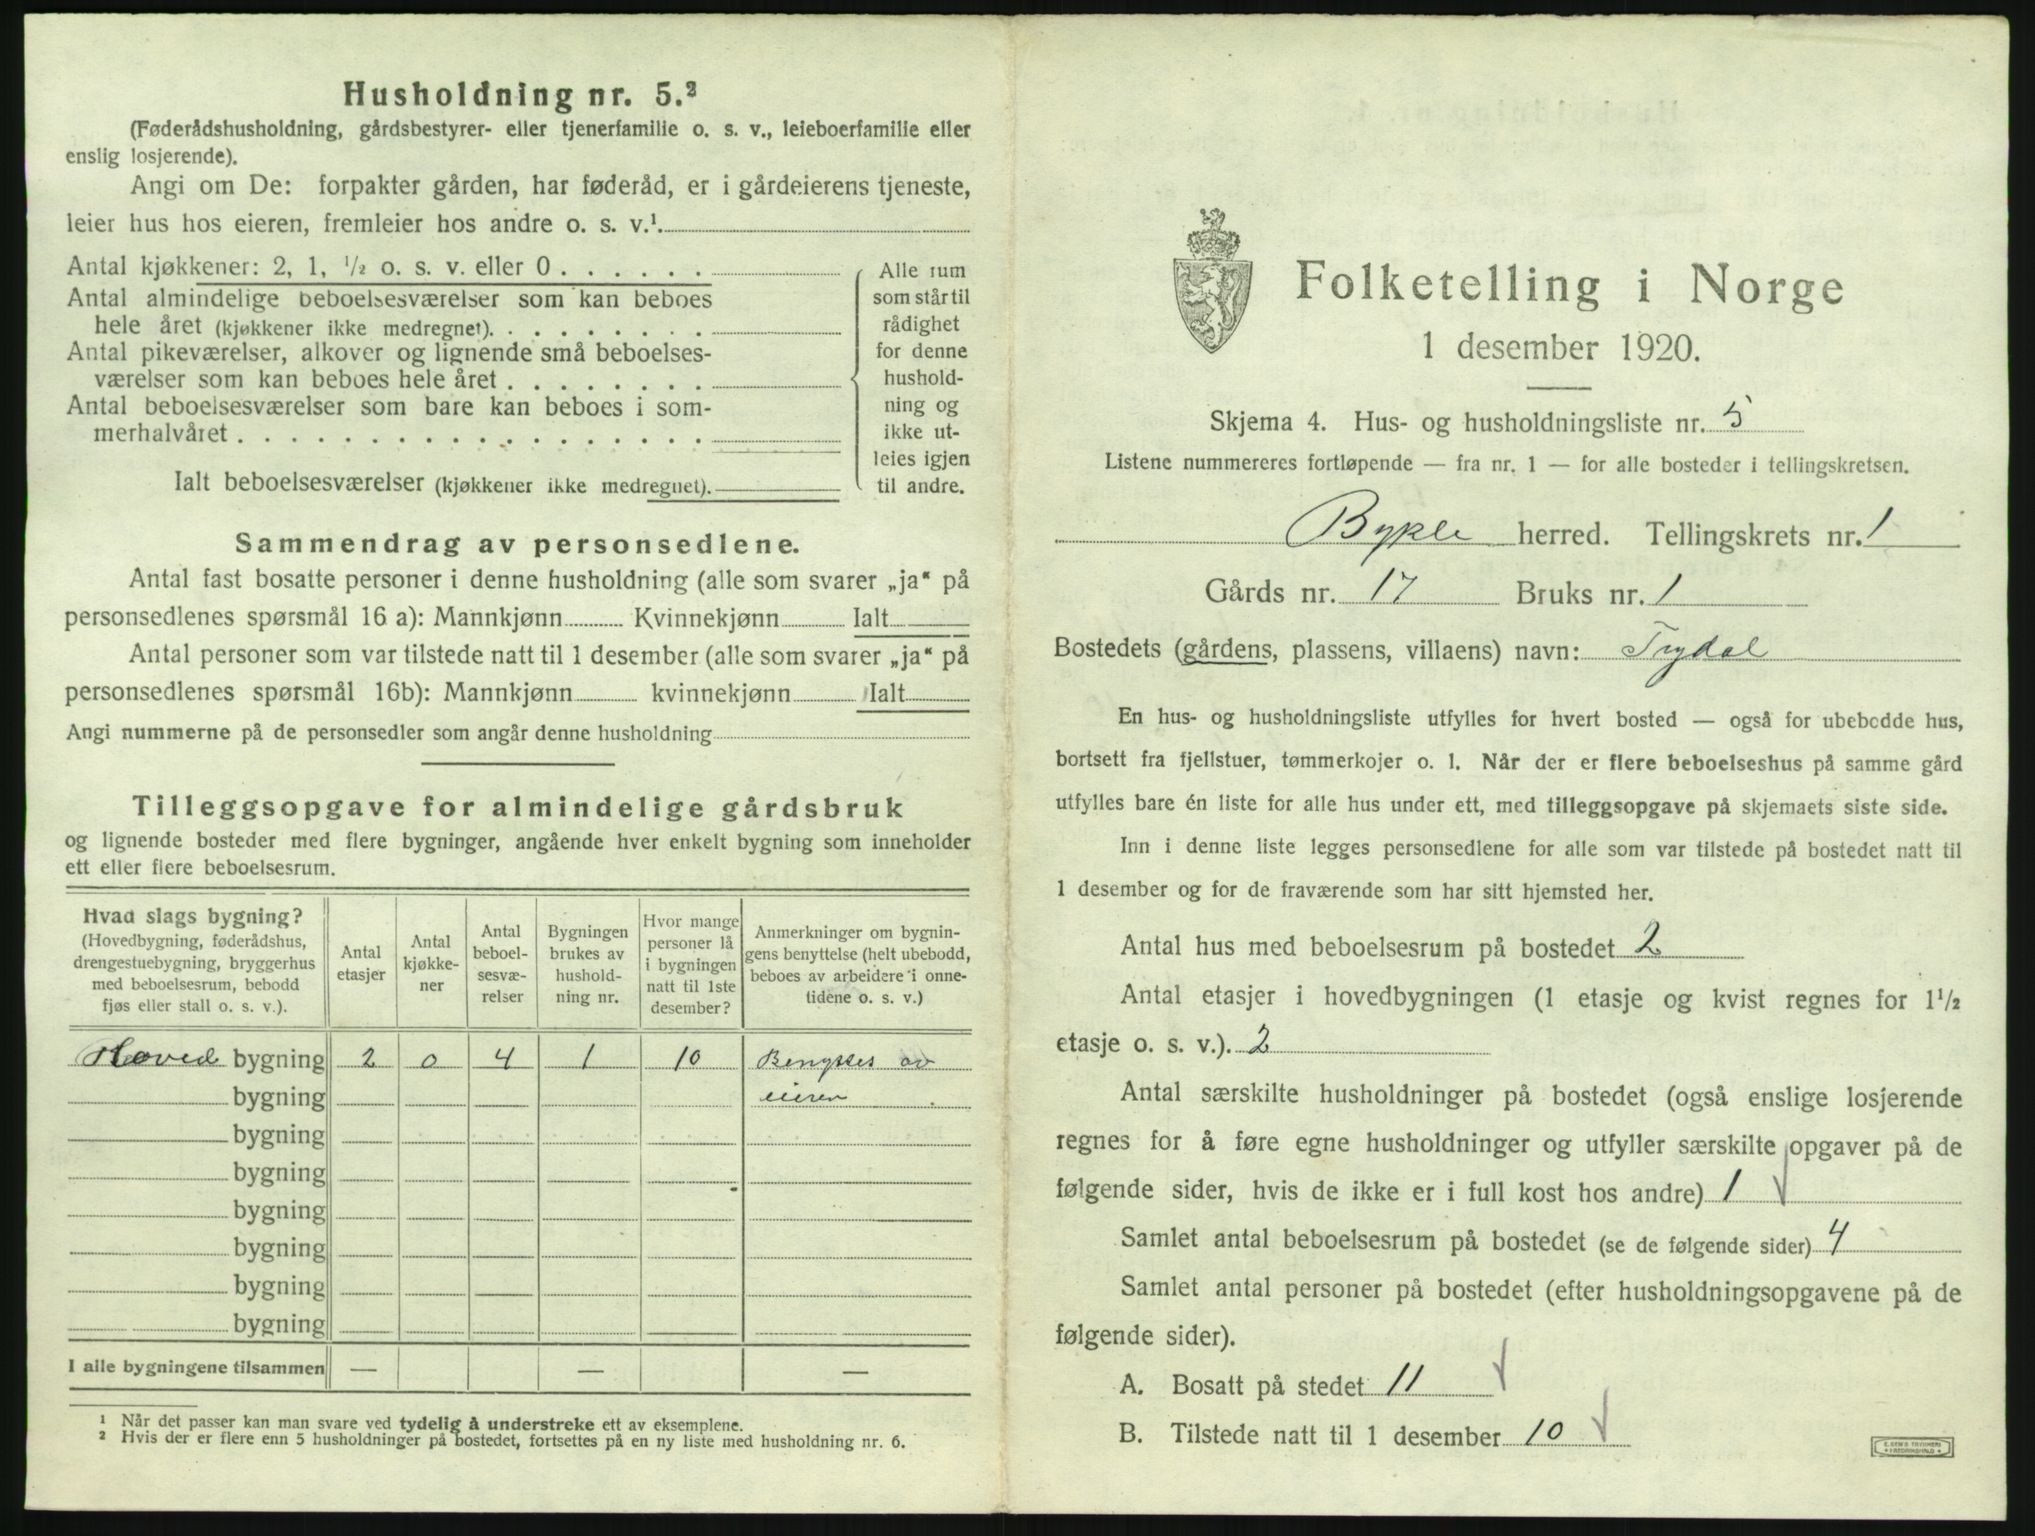 Husholdning nr. 5.²
(Føderådshusholdning, gårdsbestyrer- eller tjenerfamilie o. s. v., leieboerfamilie eller
enslig losjerende).
Angi om De: forpakter gården, har føderåd, er i gårdeierens tjeneste,
leier hus hos eieren, fremleier hos andre o. s. v.¹.
Antal kjøkkener: 2, 1, ½ o. s. v. eller 0 . . . . . .
Antal almindelige beboelsesværelser som kan beboes
hele året (kjøkkener ikke medregnet). . . . . . . . .
Antal pikeværelser, alkover og lignende små beboelses-
værelser som kan beboes hele året . . . . . . . .
Antal beboelsesværelser som bare kan beboes i som-
merhalvåret . . . . . . . . . . . . . . . . . .
Ialt beboelsesværelser (kjøkkener ikke medregnet).
Alle rum
som står til
rådighet
for denne
hushold-
ning og
ikke ut-
leies igjen
til andre.
Sammendrag av personsedlene.
Antal fast bosatte personer i denne husholdning (alle som svarer „ja“ på
personsedlenes spørsmål 16 a): Mannkjønn Kvinnekjønn Ialt
Antal personer som var tilstede natt til 1 desember (alle som svarer „ja“ på
personsedlenes spørsmål 16b): Mannkjønn kvinnekjønn Ialt
Angi nummerne på de personsedler som angår denne husholdning
Tilleggsopgave for almindelige gårdsbruk
og lignende bosteder med flere bygninger, angående hver enkelt bygning som inneholder
ett eller flere beboelsesrum.
Hvad slags bygning?
(Hovedbygning, føderådshus,
drengestuebygning, bryggerhus
med beboelsesrum, bebodd
fjøs eller stall o. s. v.).
Antal
etasjer
Antal
kjøkke-
ner
Antal
beboel-
sesvæ-
relser
Bygningen
brukes av
hushold-
ning nr.
Hvor mange
personer lå
i bygningen
natt til 1ste
desember?
Anmerkninger om bygnin-
gens benyttelse (helt ubebodd,
beboes av arbeidere i onne-
tidene o. s. v.)
Hoved bygning 2 0 4 1 10 Benyttes av
bygning eieren
bygning
bygning
bygning
bygning
bygning
bygning
I alle bygningene tilsammen — — —
¹ Når det passer kan man svare ved tydelig å understreke ett av eksemplene.
² Hvis der er flere enn 5 husholdninger på bostedet, fortsettes på en ny liste med husholdning nr. 6.
Folketelling i Norge
1 desember 1920.
Skjema 4. Hus- og husholdningsliste nr. 5
Listene nummereres fortløpende — fra nr. 1 — for alle bosteder i tellingskretsen.
Bykle herred. Tellingskrets nr. 1
Gårds nr. 17 Bruks nr. 1
Bostedets (gårdens, plassens, villaens) navn: Trydal
En hus- og husholdningsliste utfylles for hvert bosted — også for ubebodde hus,
bortsett fra fjellstuer, tømmerkojer o. l. Når der er flere beboelseshus på samme gård
utfylles bare én liste for alle hus under ett, med tilleggsopgave på skjemaets siste side.
Inn i denne liste legges personsedlene for alle som var tilstede på bostedet natt til
1 desember og for de fraværende som har sitt hjemsted her.
Antal hus med beboelsesrum på bostedet 2
Antal etasjer i hovedbygningen (1 etasje og kvist regnes for 1½
etasje o. s. v.). 2
Antal særskilte husholdninger på bostedet (også enslige losjerende
regnes for å føre egne husholdninger og utfyller særskilte opgaver på de
følgende sider, hvis de ikke er i full kost hos andre) 1
Samlet antal beboelsesrum på bostedet (se de følgende sider) 4
Samlet antal personer på bostedet (efter husholdningsopgavene på de
følgende sider).
A. Bosatt på stedet 11
B. Tilstede natt til 1 desember 10